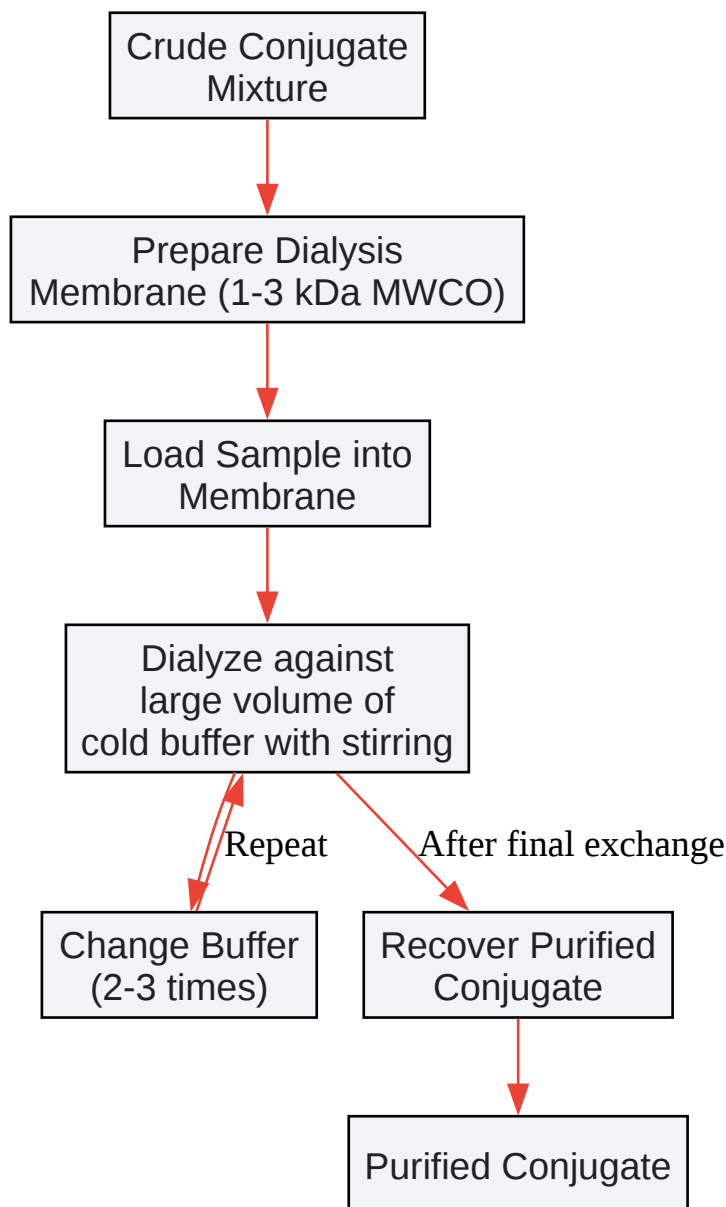 Crude Conjugate
Mixture
Prepare Dialysis
Membrane (1-3 kDa MWCO)
Load Sample into
Membrane
Dialyze against
large volume of
cold buffer with stirring
Repeat
After final exchange
Change Buffer
(2-3 times)
Recover Purified
Conjugate
Purified Conjugate